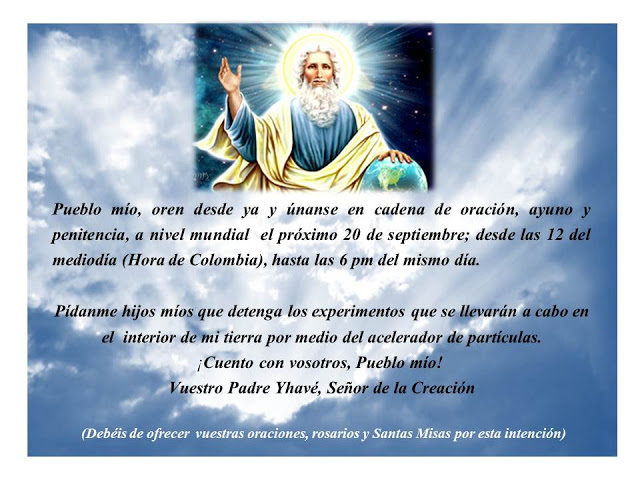 Pueblo mío, oren desde ya y únanse en cadena de oración, ayuno y
penitencia, a nivel mundial el próximo 20 de septiembre; desde las 12 del
mediodía (Hora de Colombia), hasta las 6 pm del mismo día.
Pídanme hijos míos que detenga los experimentos que se llevarán a cabo en
el interior de mi tierra por medio del acelerador de partículas.
¡Cuento con vosotros, Pueblo mío!
Vuestro Padre Yhavé, Señor de la Creación
(Debéis de ofrecer vuestras oraciones, rosarios y Santas Misas por esta intención)